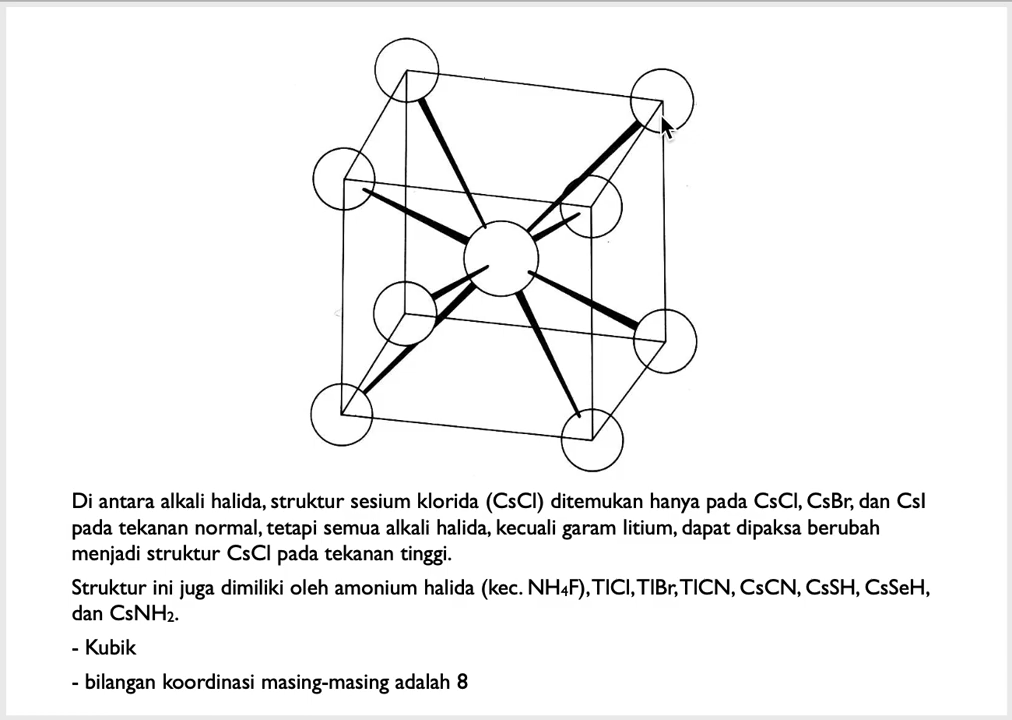 Di antara alkali halida, struktur sesium klorida (CsCl) ditemukan hanya pada CsCl, CsBr, dan CsI
pada tekanan normal, tetapi semua alkali halida, kecuali garam litium, dapat dipaksa berubah
menjadi struktur CsCl pada tekanan tinggi.
Struktur ini juga dimiliki oleh amonium halida (kec. NH₄F), TlCl, TlBr, TlCN, CsCN, CsSH, CsSeH,
dan CsNH₂.
- Kubik
- bilangan koordinasi masing-masing adalah 8